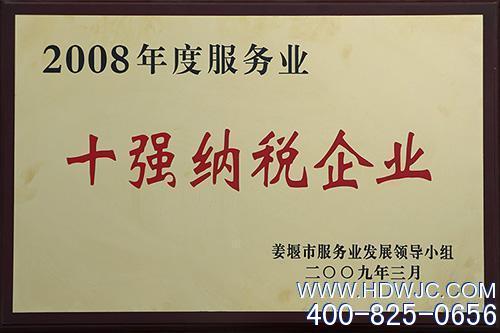 2008年度服务业
十强纳税企业
姜堰市服务业发展领导小组
二〇〇九年三月
WWW.HDWJC.COM
400-825-0656